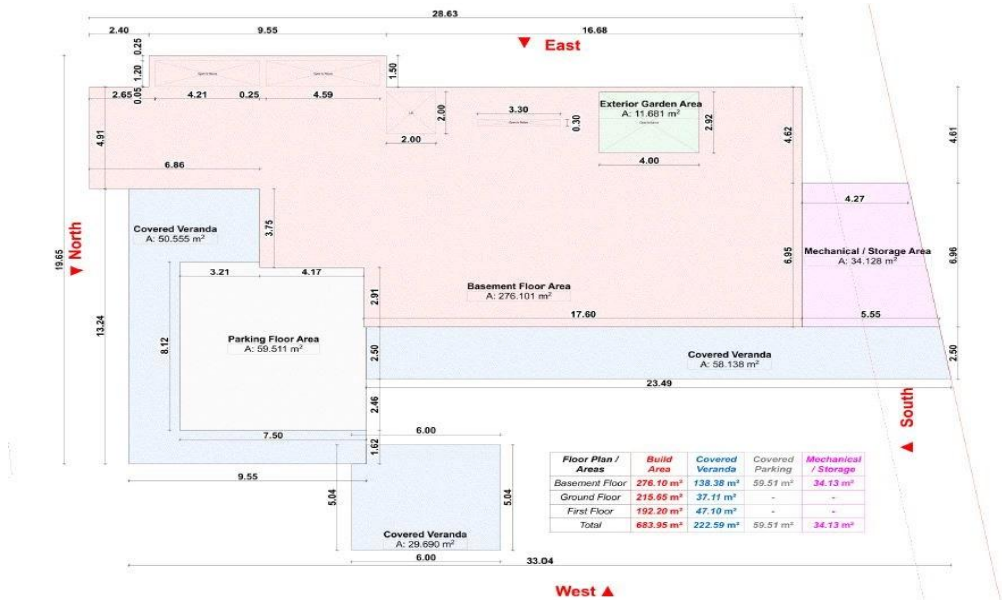 28.63
2.40 9.55 16.68
▼ East
0.25
1.20
0.05
1.50
2.65 4.21 0.25 4.59
2.00
2.00
3.30
0.30
Exterior Garden Area
A: 11.681 m²
2.92
4.00
4.91
4.62
4.61
6.86
4.27
▼ North
19.65
Covered Veranda
A: 50.555 m²
3.75
3.21 4.17
6.95
Mechanical / Storage Area
A: 34.128 m²
6.96
Basement Floor Area
A: 276.101 m²
2.91
17.60 5.55
13.24
8.12
Parking Floor Area
A: 59.511 m²
2.50
Covered Veranda
A: 58.138 m²
2.50
23.49
2.46
7.50
6.00
1.62
▲ South
9.55
5.04
5.04
Covered Veranda
A: 29.690 m²
6.00
33.04
West ▲
Floor Plan / Areas Build Area Covered Veranda Covered Parking Mechanical / Storage
Basement Floor 276.10 m² 138.38 m² 59.51 m² 34.13 m²
Ground Floor 215.65 m² 37.11 m² - -
First Floor 192.20 m² 47.10 m² - -
Total 683.95 m² 222.59 m² 59.51 m² 34.13 m²